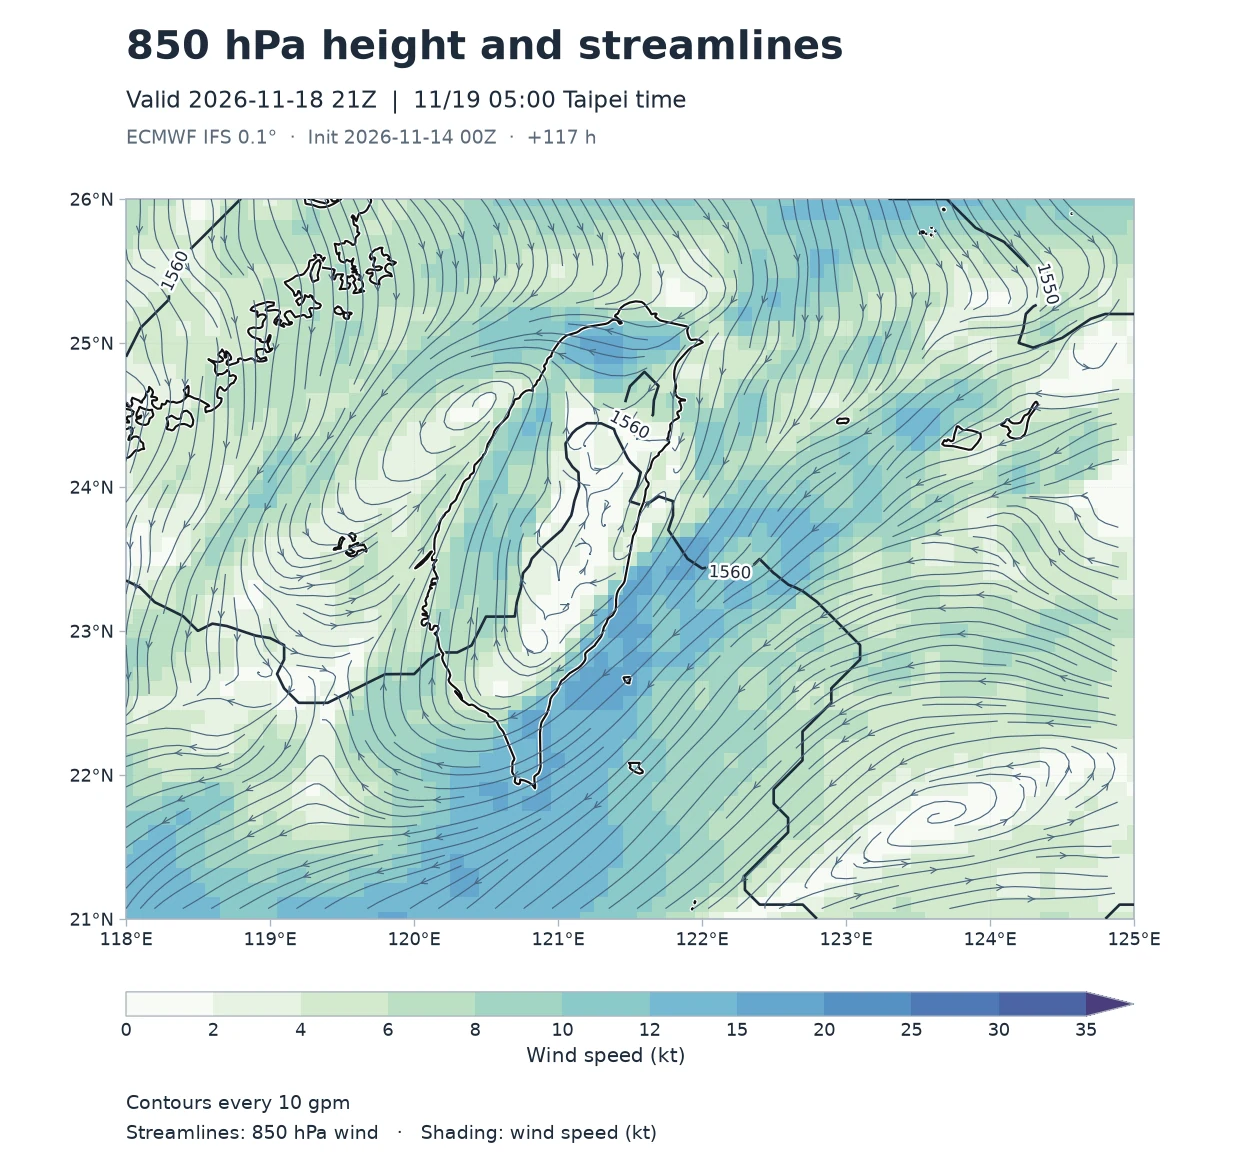 850 hPa height and streamlines
Valid 2026-11-18 21Z | 11/19 05:00 Taipei time
ECMWF IFS 0.1° · Init 2026-11-14 00Z · +117 h
26°N
1560
1550
25°N
1560
24°N
1560
23°N
22°N
21°N
118°E 119°E 120°E 121°E 122°E 123°E 124°E 125°E
0 2 4 6 8 10 12 15 20 25 30 35
Wind speed (kt)
Contours every 10 gpm
Streamlines: 850 hPa wind · Shading: wind speed (kt)